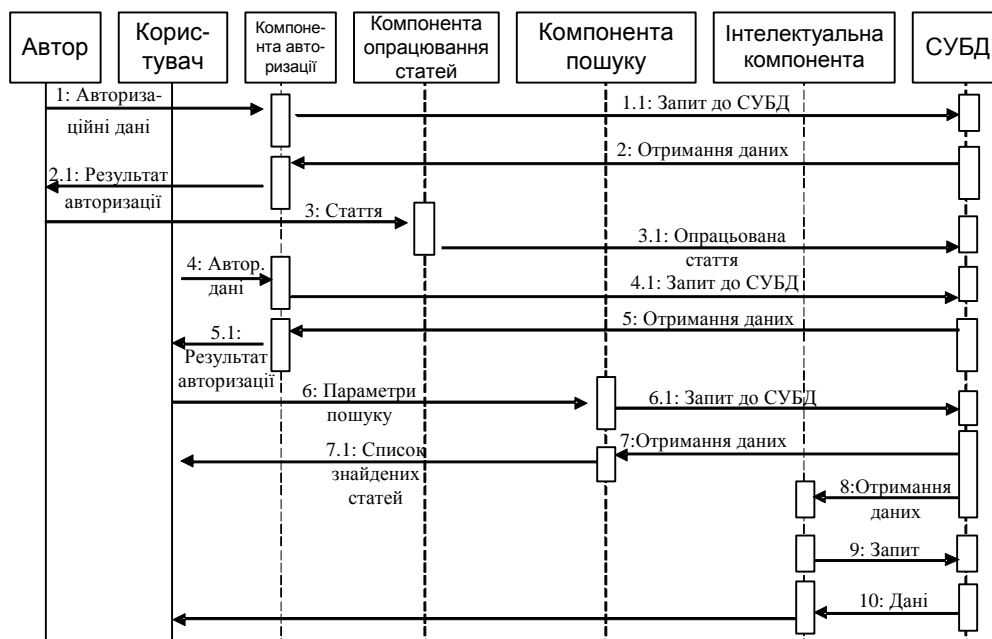 Автор
Корис-
тувач
Компоне-
нта авто-
ризації
Компонента
опрацювання
статей
Компонента
пошуку
Інтелектуальна
компонента
СУБД
1: Авториза-
ційні дані
1.1: Запит до СУБД
2: Отримання даних
2.1: Результат
авторизації
3: Стаття
3.1: Опрацьована
стаття
4: Автор.
дані
4.1: Запит до СУБД
5: Отримання даних
5.1:
Результат
авторизації
6: Параметри
пошуку
6.1: Запит до СУБД
7:Отримання даних
7.1: Список
знайдених
статей
8:Отримання
даних
9: Запит
10: Дані